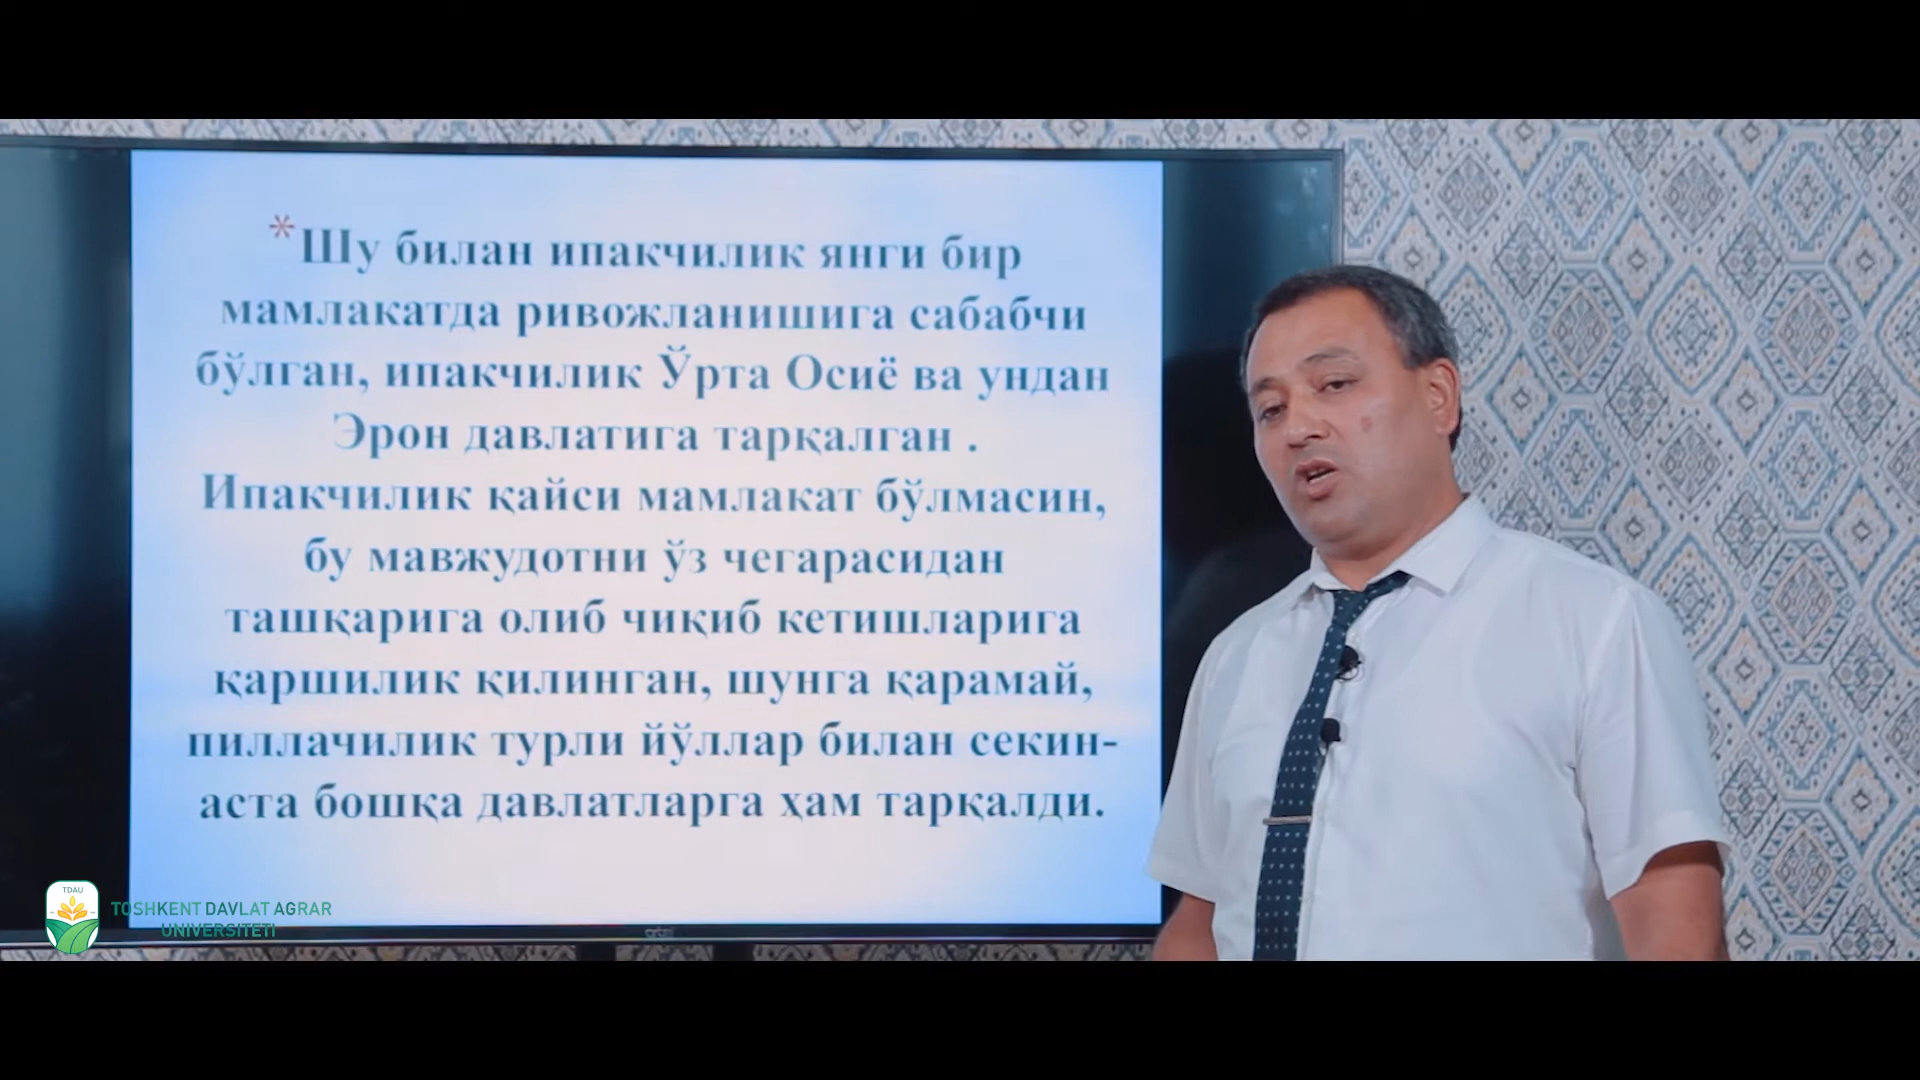 *Шу билан ипакчилик янги бир
мамлакатда ривожланишига сабабчи
бўлган, ипакчилик Ўрта Осиё ва ундан
Эрон давлатига тарқалган .
Ипакчилик қайси мамлакат бўлмасин,
бу мавжудотни ўз чегарасидан
ташқарига олиб чиқиб кетишларига
қаршилик қилинган, шунга қарамай,
пиллачилик турли йўллар билан секин-
аста бошқа давлатларга ҳам тарқалди.
TDAU
TOSHKENT DAVLAT AGRAR
UNIVERSITETI
artel